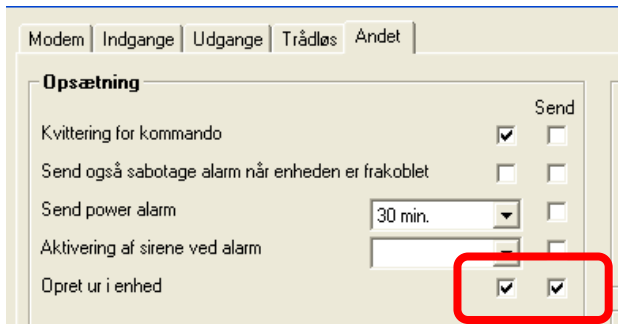 Modem Indgange Udgange Trådløs Andet
Opsætning
Send
Kvittering for kommando
Send også sabotage alarm når enheden er frakoblet
Send power alarm 30 min.
Aktivering af sirene ved alarm
Opret ur i enhed